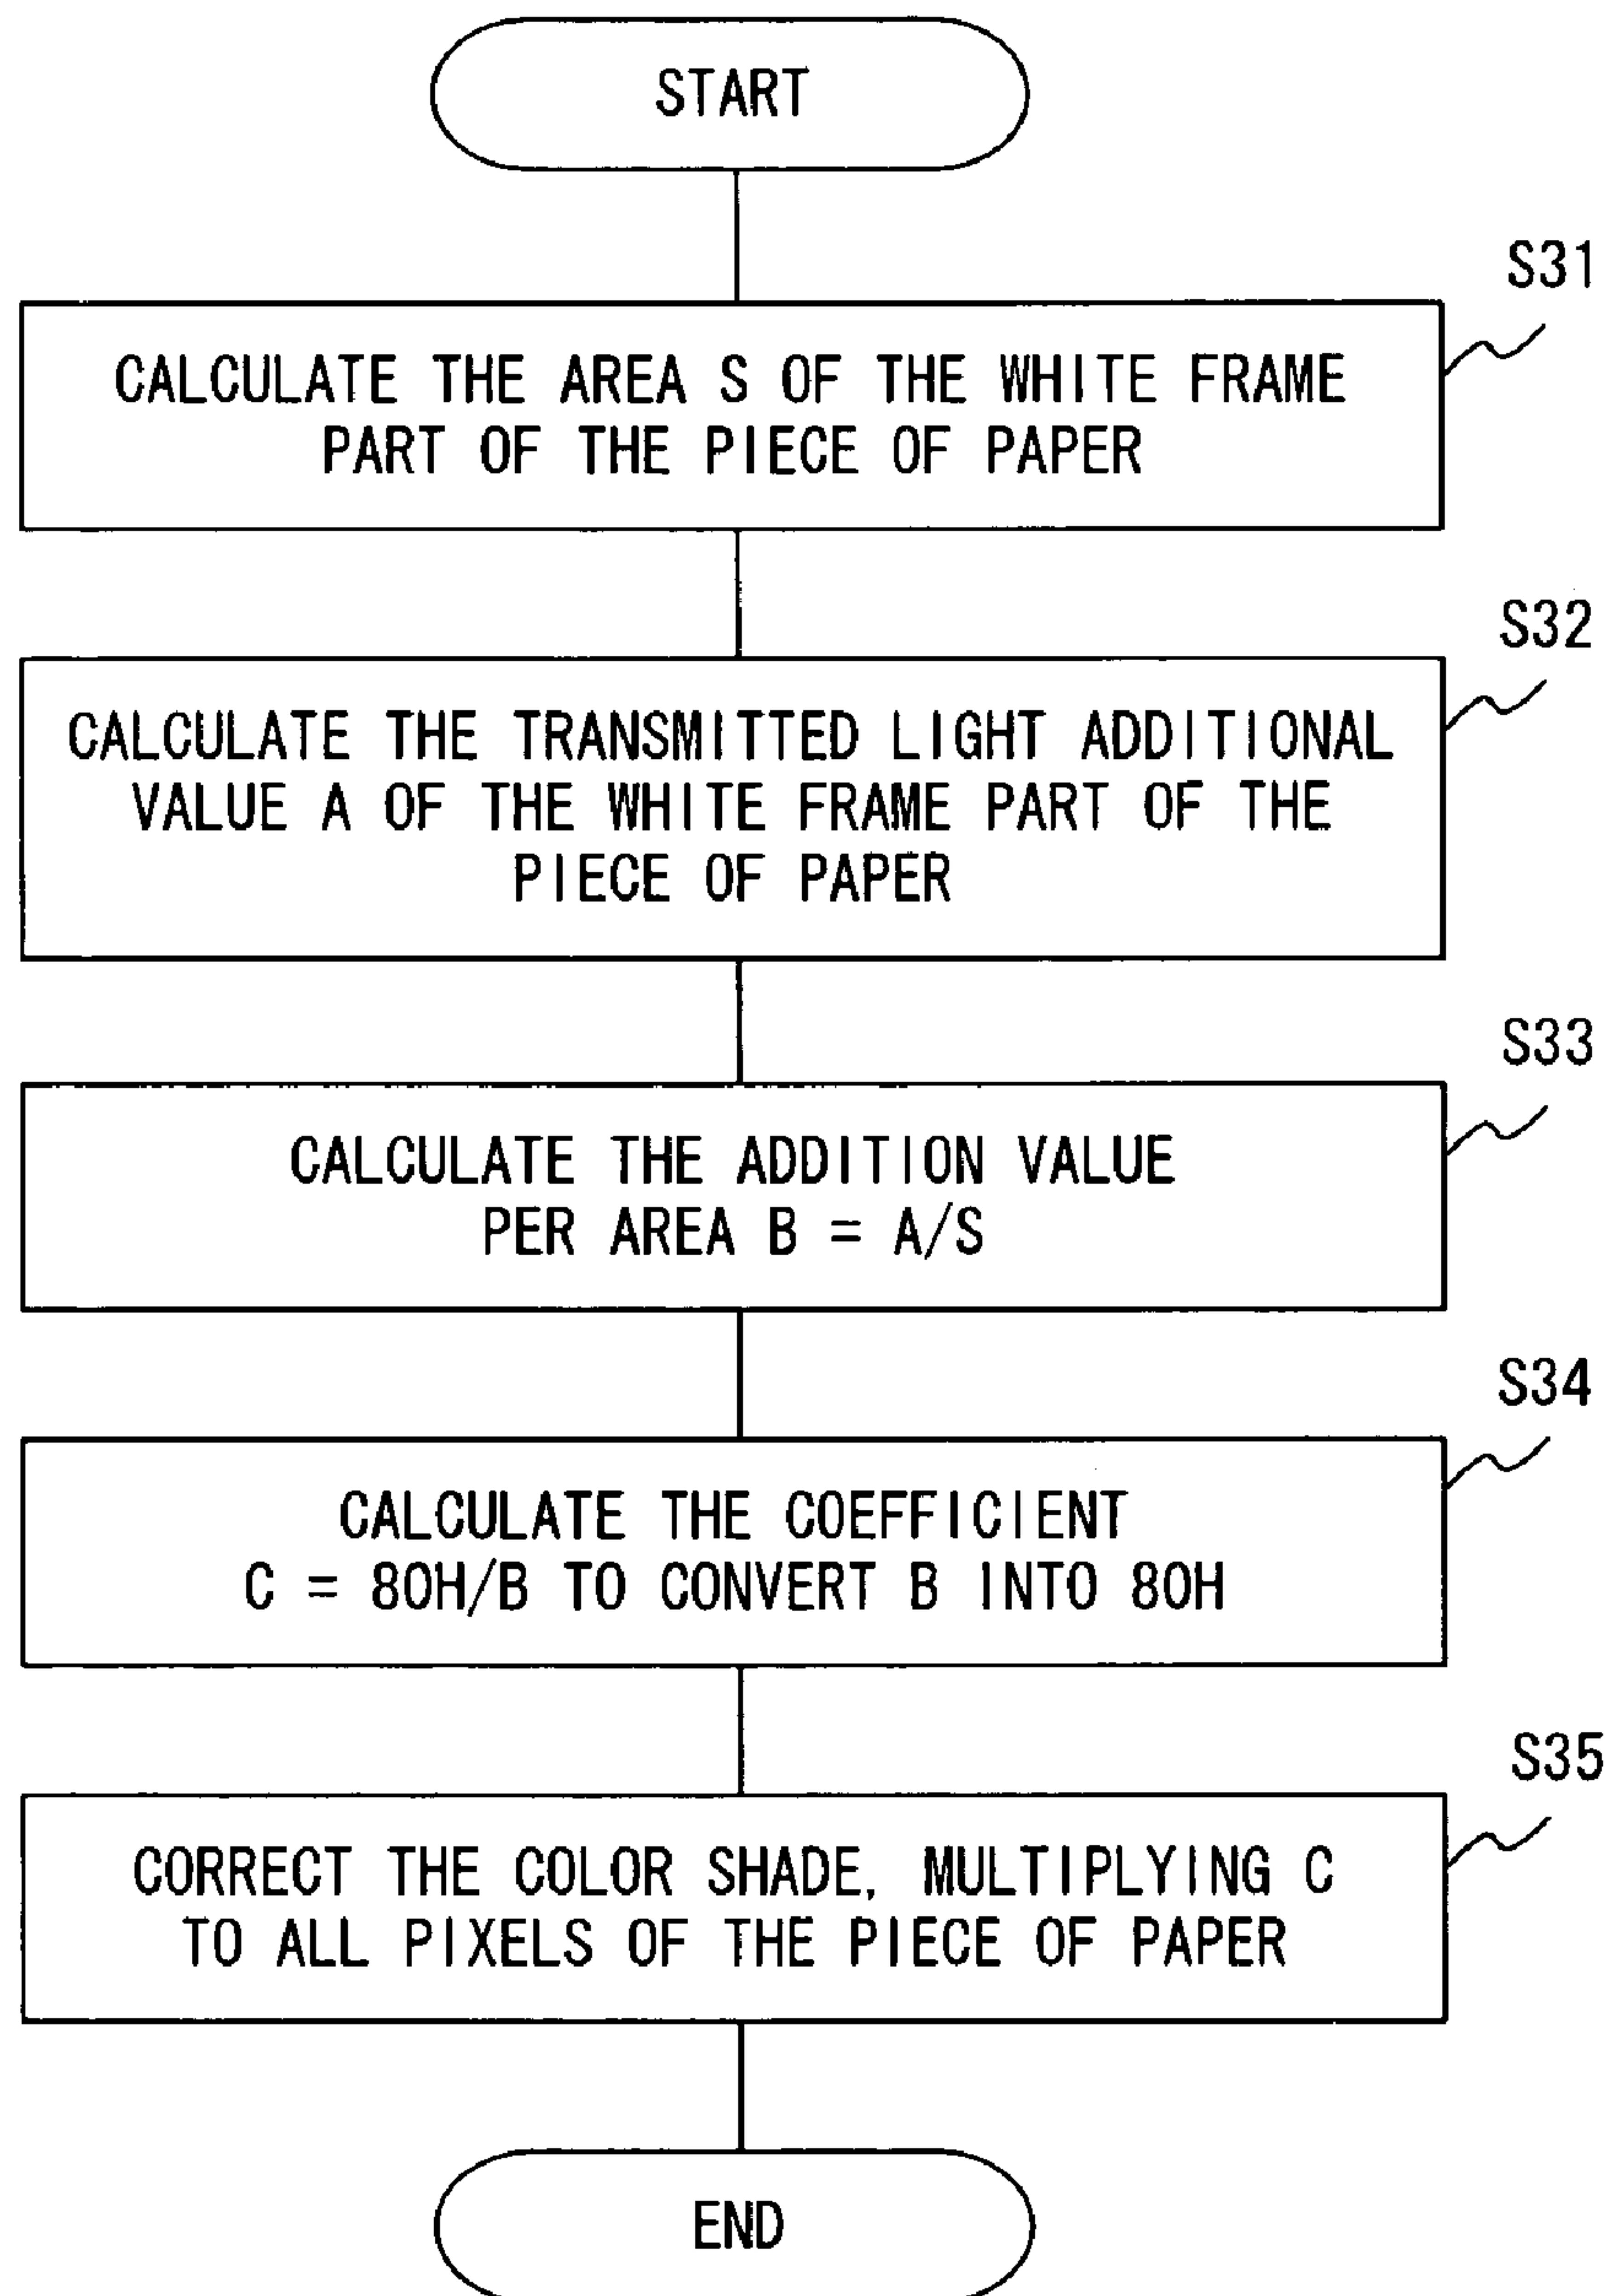 START
S31
CALCULATE THE AREA S OF THE WHITE FRAME
PART OF THE PIECE OF PAPER
S32
CALCULATE THE TRANSMITTED LIGHT ADDITIONAL
VALUE A OF THE WHITE FRAME PART OF THE
PIECE OF PAPER
S33
CALCULATE THE ADDITION VALUE
PER AREA B = A/S
S34
CALCULATE THE COEFFICIENT
C = 80H/B TO CONVERT B INTO 80H
S35
CORRECT THE COLOR SHADE, MULTIPLYING C
TO ALL PIXELS OF THE PIECE OF PAPER
END